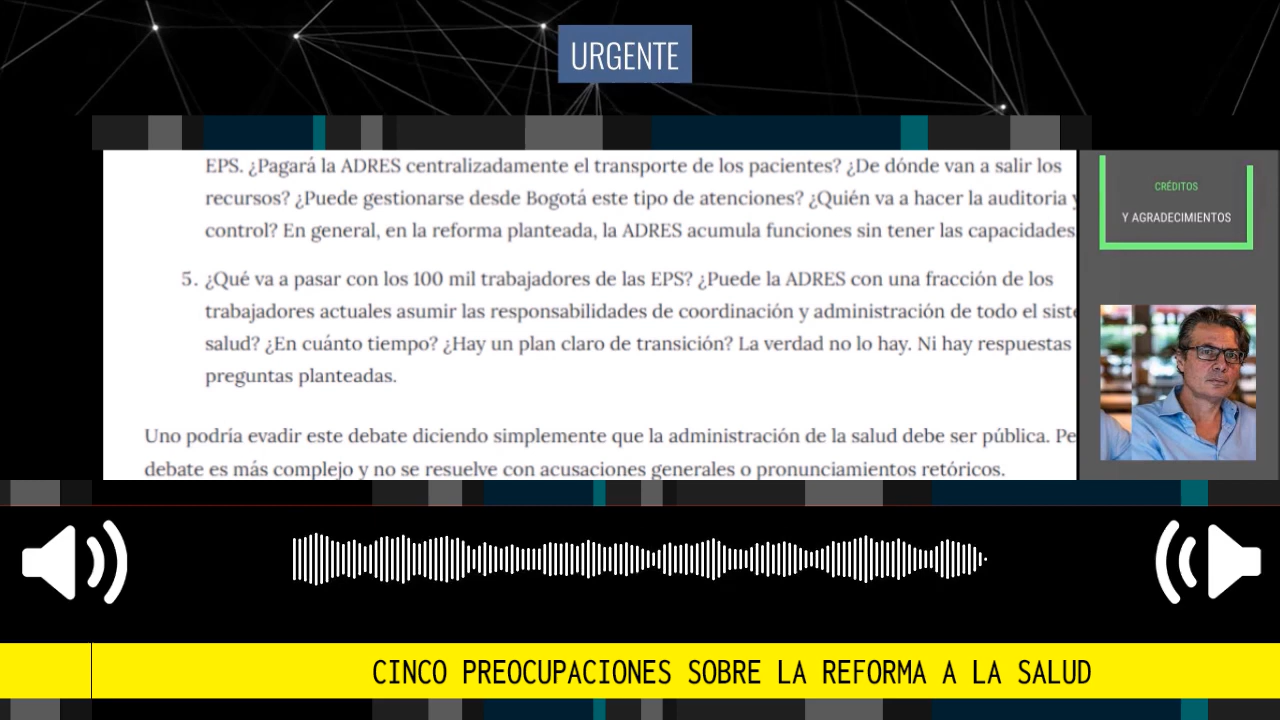 URGENTE
EPS. ¿Pagará la ADRES centralizadamente el transporte de los pacientes? ¿De dónde van a salir los
recursos? ¿Puede gestionarse desde Bogotá este tipo de atenciones? ¿Quién va a hacer la auditoria y
control? En general, en la reforma planteada, la ADRES acumula funciones sin tener las capacidades
5. ¿Qué va a pasar con los 100 mil trabajadores de las EPS? ¿Puede la ADRES con una fracción de los
trabajadores actuales asumir las responsabilidades de coordinación y administración de todo el siste
salud? ¿En cuánto tiempo? ¿Hay un plan claro de transición? La verdad no lo hay. Ni hay respuestas
preguntas planteadas.
Uno podría evadir este debate diciendo simplemente que la administración de la salud debe ser pública. Pe
debate es más complejo y no se resuelve con acusaciones generales o pronunciamientos retóricos.
CRÉDITOS
Y AGRADECIMIENTOS
CINCO PREOCUPACIONES SOBRE LA REFORMA A LA SALUD